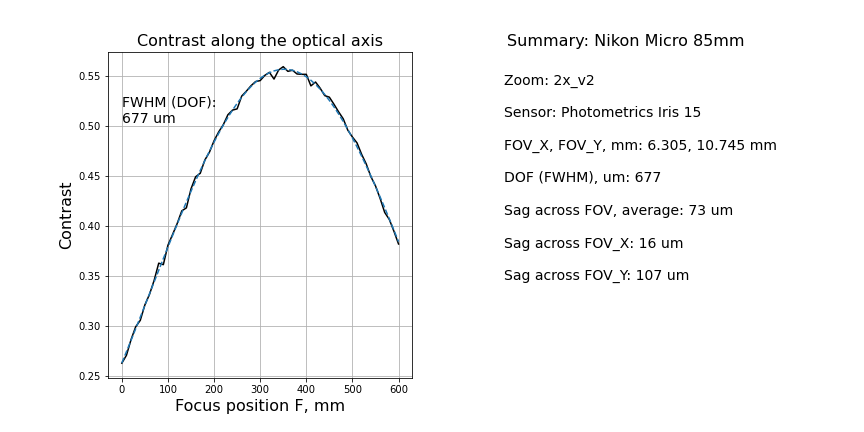 Contrast along the optical axis
Contrast
0.55
0.50
0.45
0.40
0.35
0.30
0.25
FWHM (DOF):
677 um
0 100 200 300 400 500 600
Focus position F, mm
Summary: Nikon Micro 85mm
Zoom: 2x_v2
Sensor: Photometrics Iris 15
FOV_X, FOV_Y, mm: 6.305, 10.745 mm
DOF (FWHM), um: 677
Sag across FOV, average: 73 um
Sag across FOV_X: 16 um
Sag across FOV_Y: 107 um